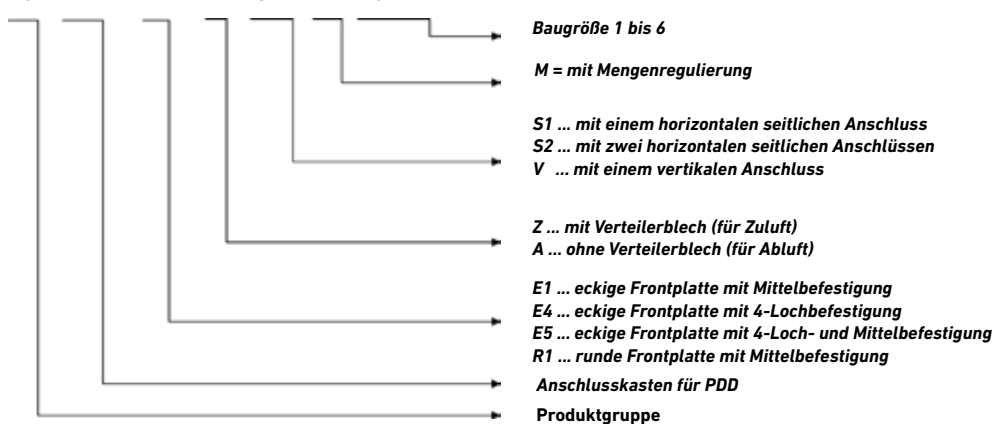 Baugröße 1 bis 6
M = mit Mengenregulierung
S1 ... mit einem horizontalen seitlichen Anschluss
S2 ... mit zwei horizontalen seitlichen Anschlüssen
V ... mit einem vertikalen Anschluss
Z ... mit Verteilerblech (für Zuluft)
A ... ohne Verteilerblech (für Abluft)
E1 ... eckige Frontplatte mit Mittelbefestigung
E4 ... eckige Frontplatte mit 4-Lochbefestigung
E5 ... eckige Frontplatte mit 4-Loch- und Mittelbefestigung
R1 ... runde Frontplatte mit Mittelbefestigung
Anschlusskasten für PDD
Produktgruppe